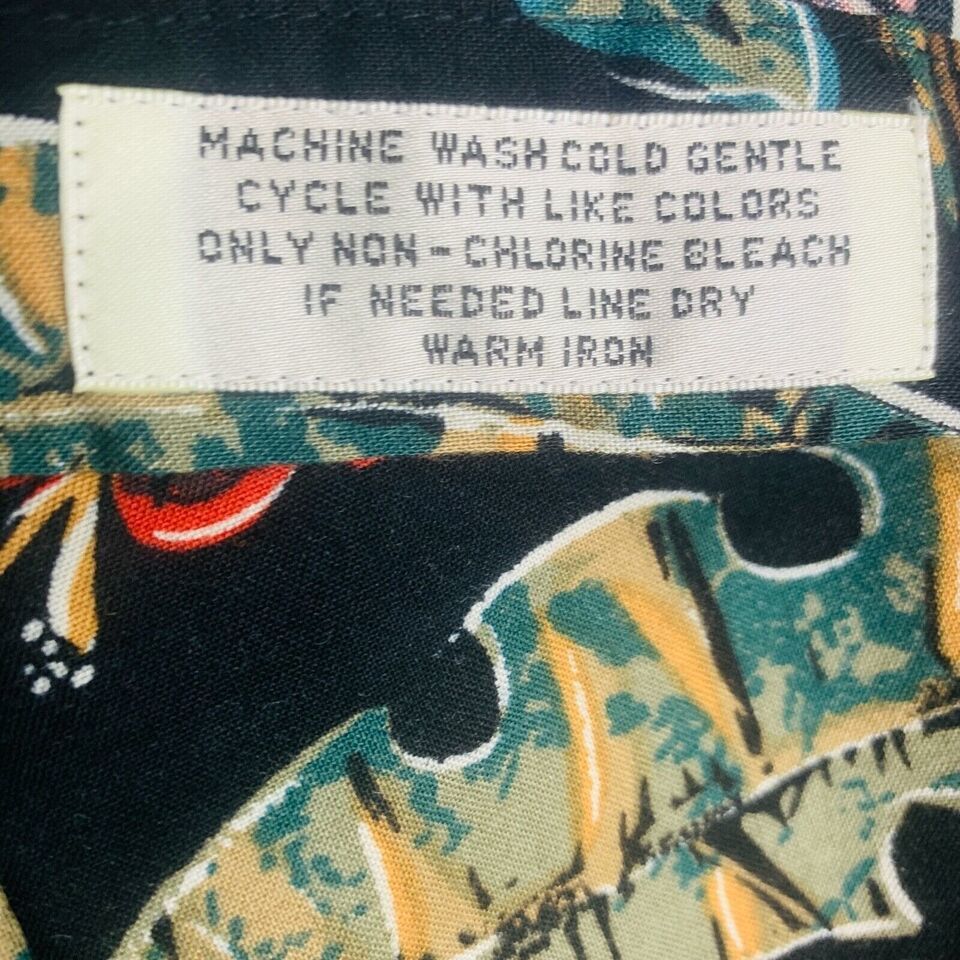 MACHINE WASH COLD GENTLE
CYCLE WITH LIKE COLORS
ONLY NON-CHLORINE BLEACH
IF NEEDED LINE DRY
WARM IRON